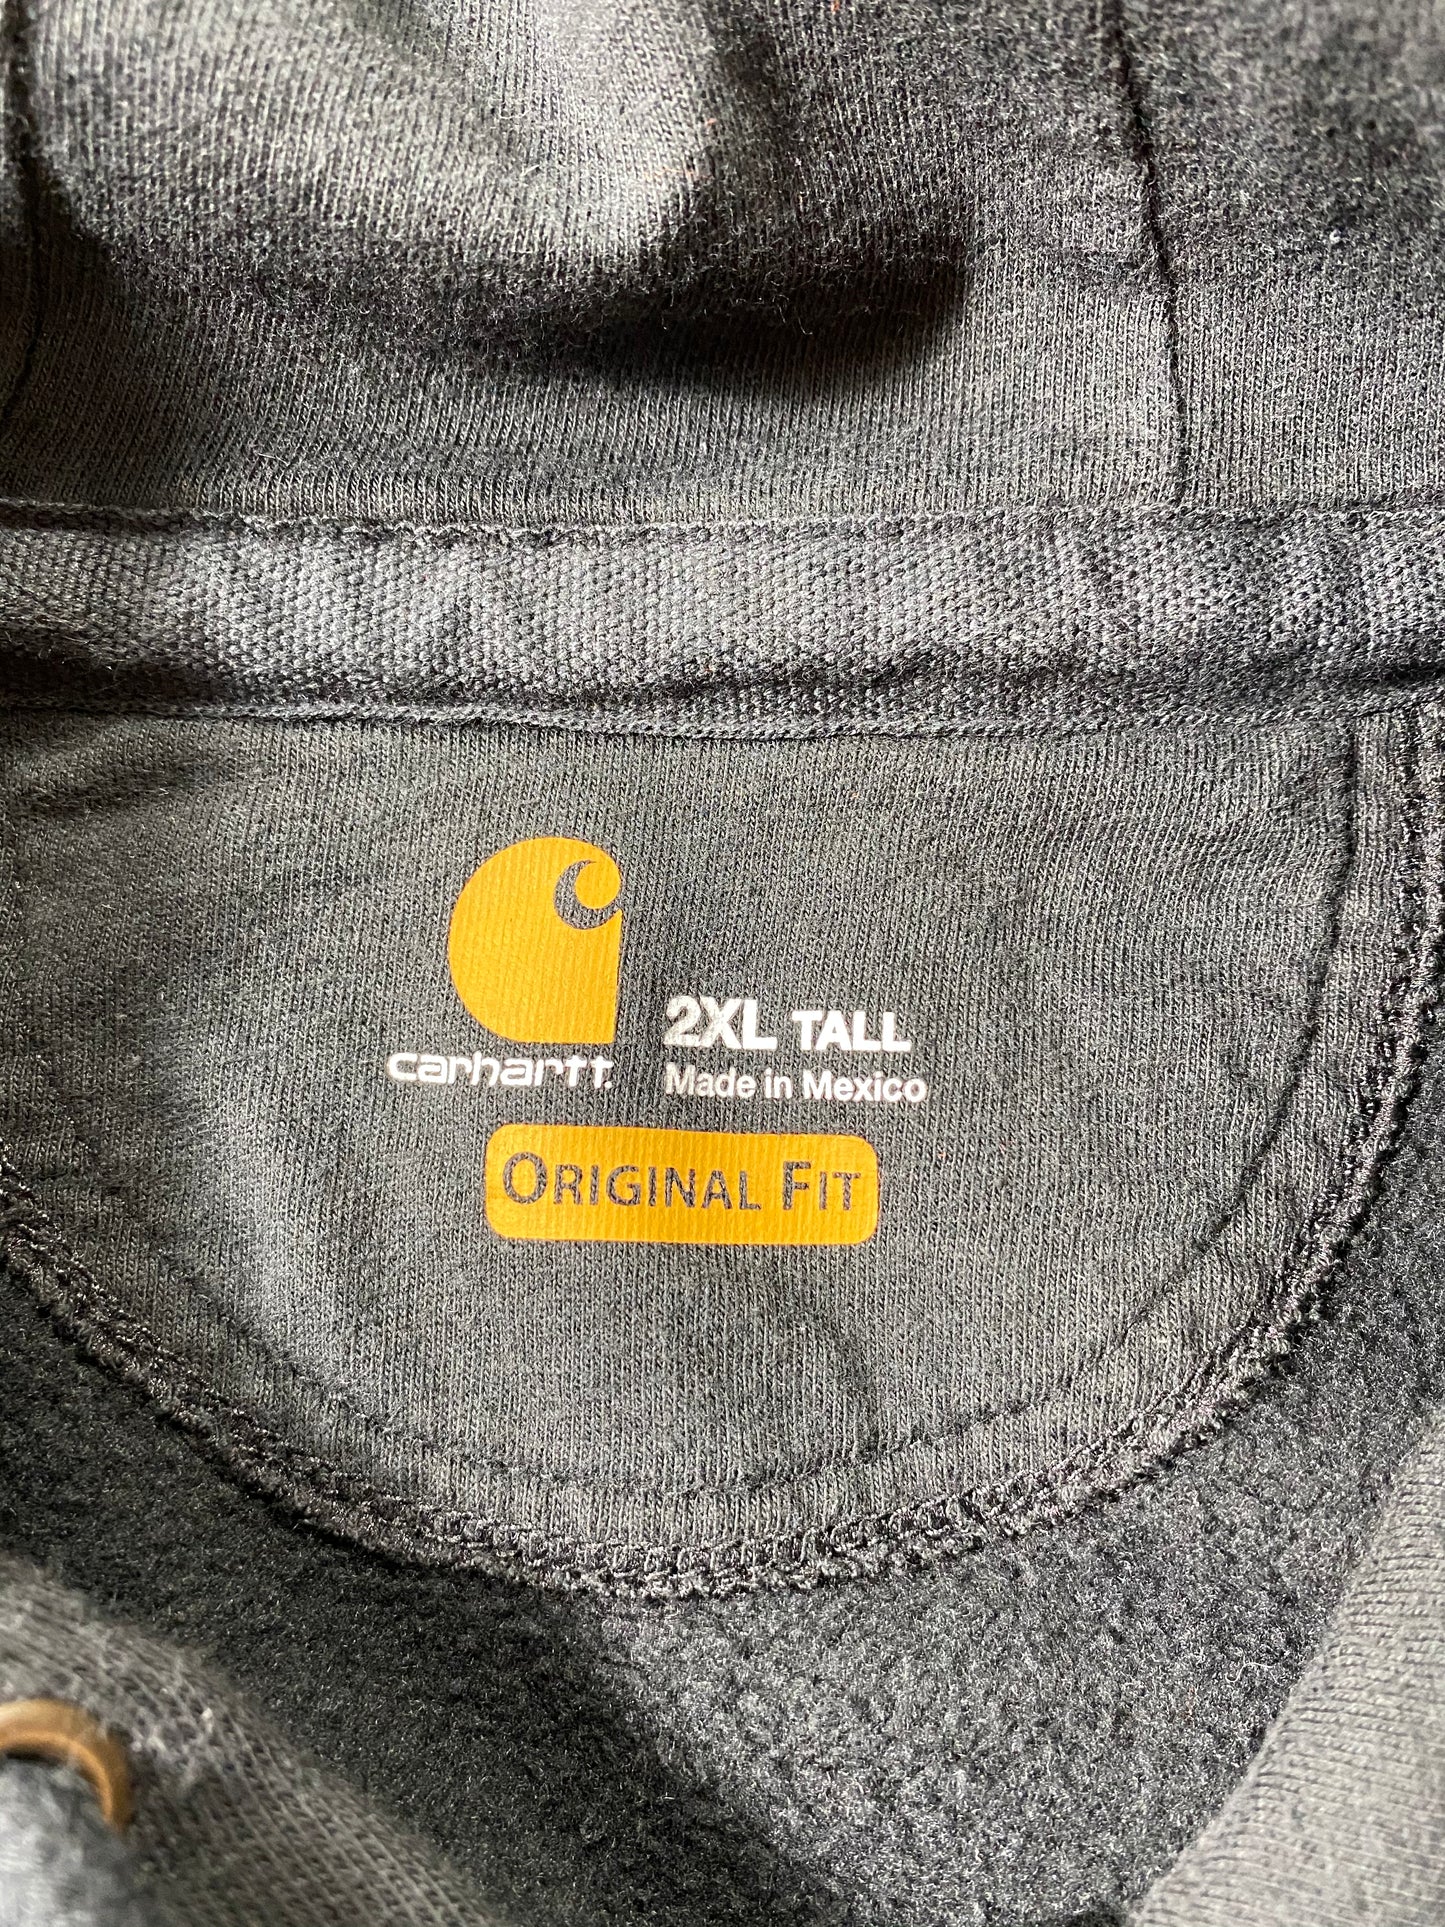 2XL TALL
carhartt.
Made in Mexico
ORIGINAL FIT